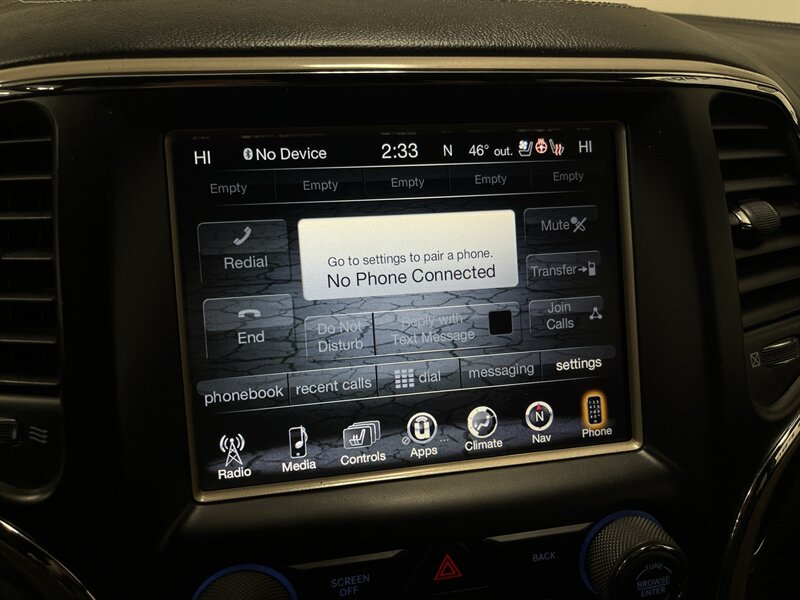 HI No Device 2:33 N 46° out. HI
Empty Empty Empty Empty Empty
Redial
Go to settings to pair a phone.
No Phone Connected
Mute
Transfer
End
Do Not
Disturb
Reply with
Text Message
Join
Calls
phonebook recent calls dial messaging settings
Radio Media Controls Apps Climate Nav Phone
SCREEN
OFF
BACK
TUNE
BROWSE
ENTER